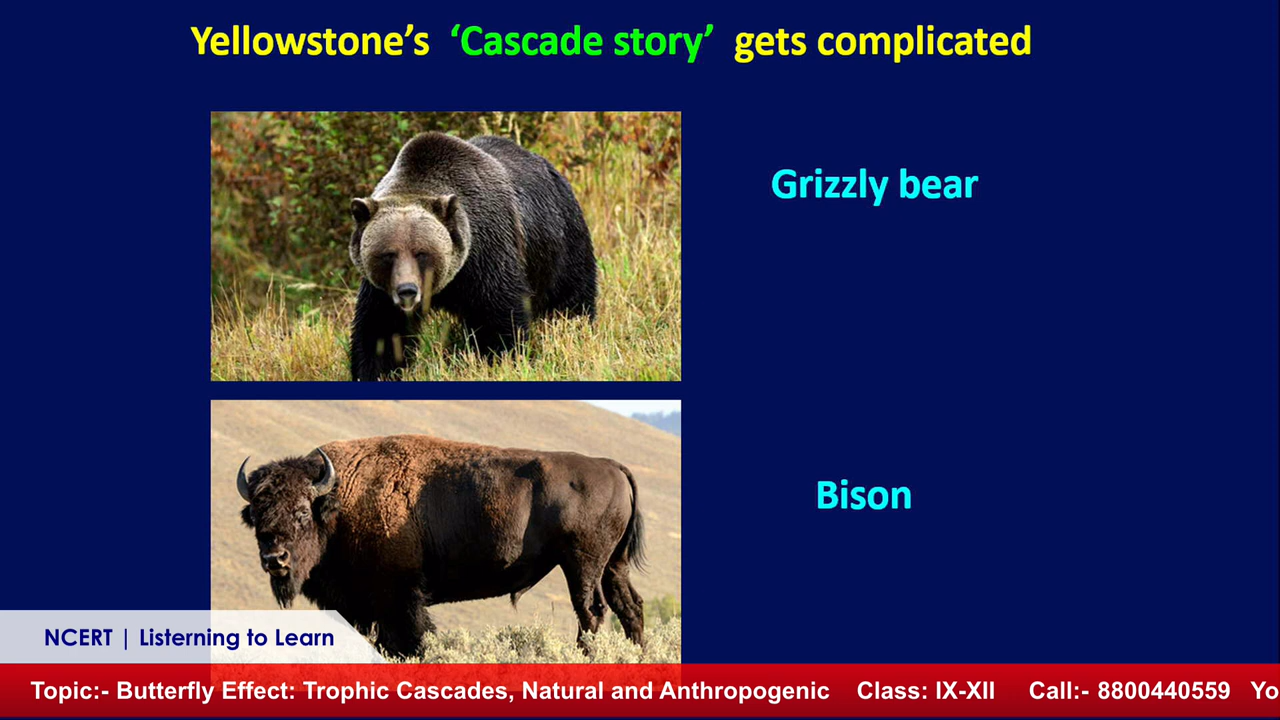 Yellowstone's ‘Cascade story’ gets complicated
Grizzly bear
Bison
NCERT | Listerning to Learn
Topic:- Butterfly Effect: Trophic Cascades, Natural and Anthropogenic Class: IX-XII Call:- 8800440559 Yo